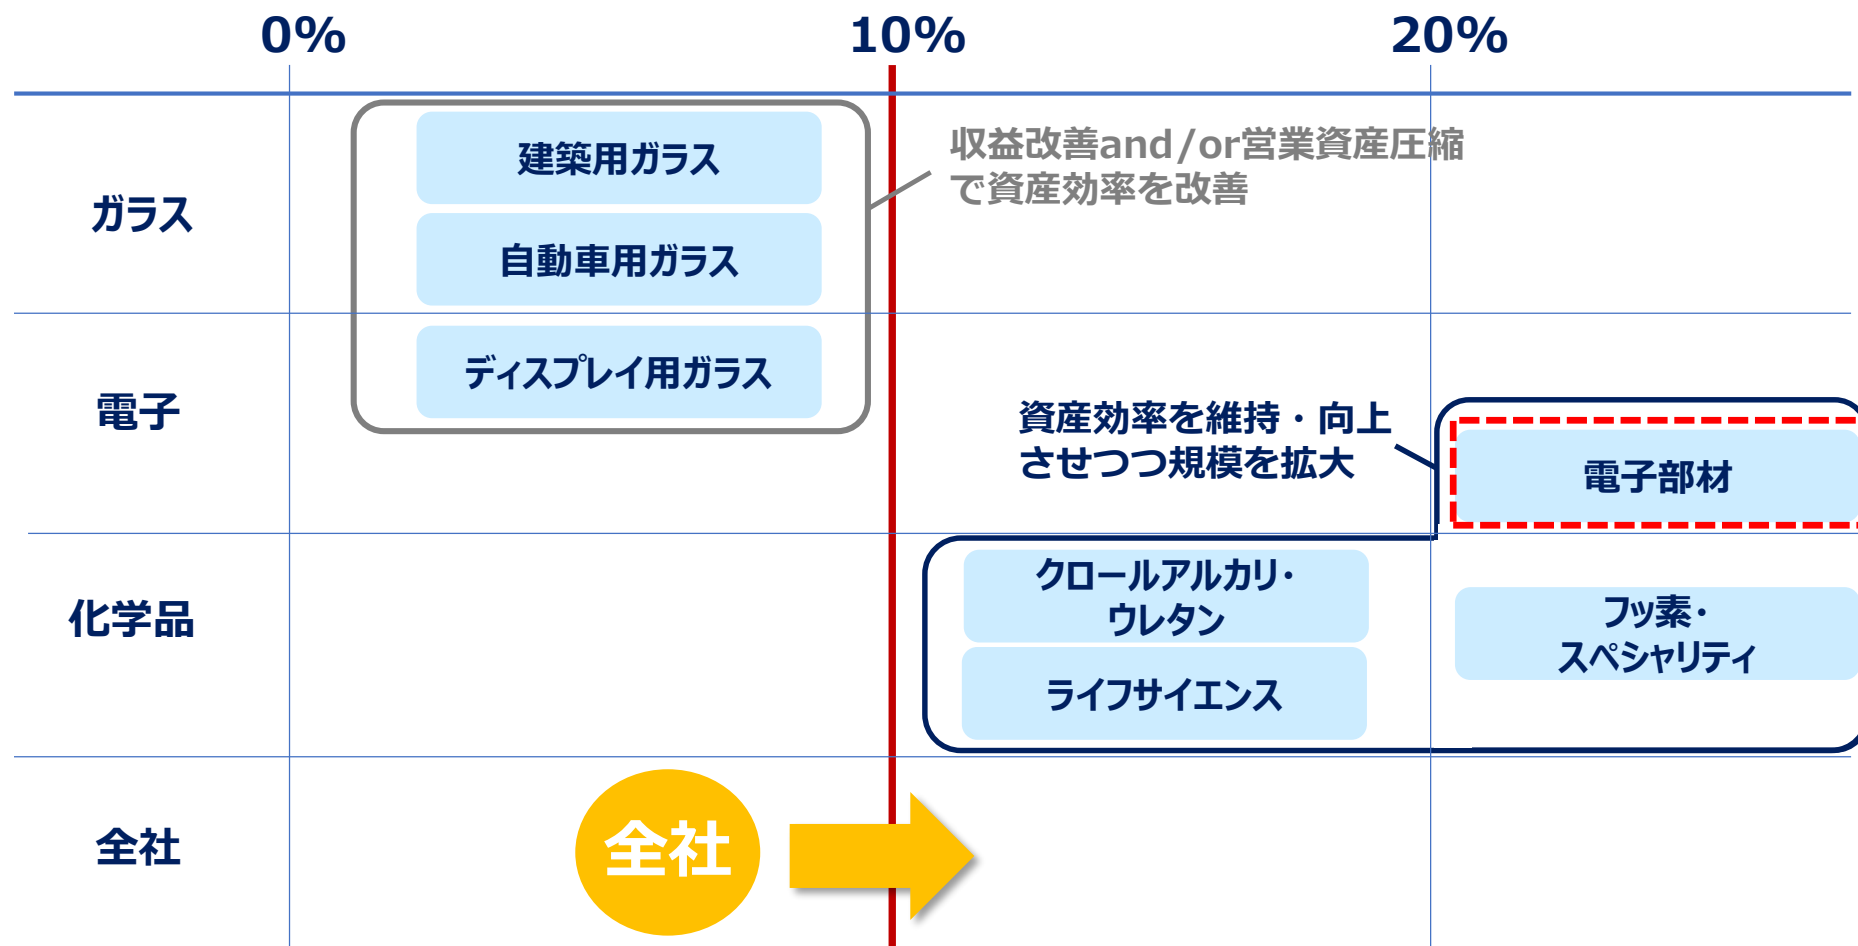 0%
10%
20%
ガラス
建築用ガラス
自動車用ガラス
収益改善and/or営業資産圧縮
で資産効率を改善
電子
ディスプレイ用ガラス
資産効率を維持・向上
させつつ規模を拡大
電子部材
化学品
クロールアルカリ・
ウレタン
ライフサイエンス
フッ素・
スペシャリティ
全社
全社